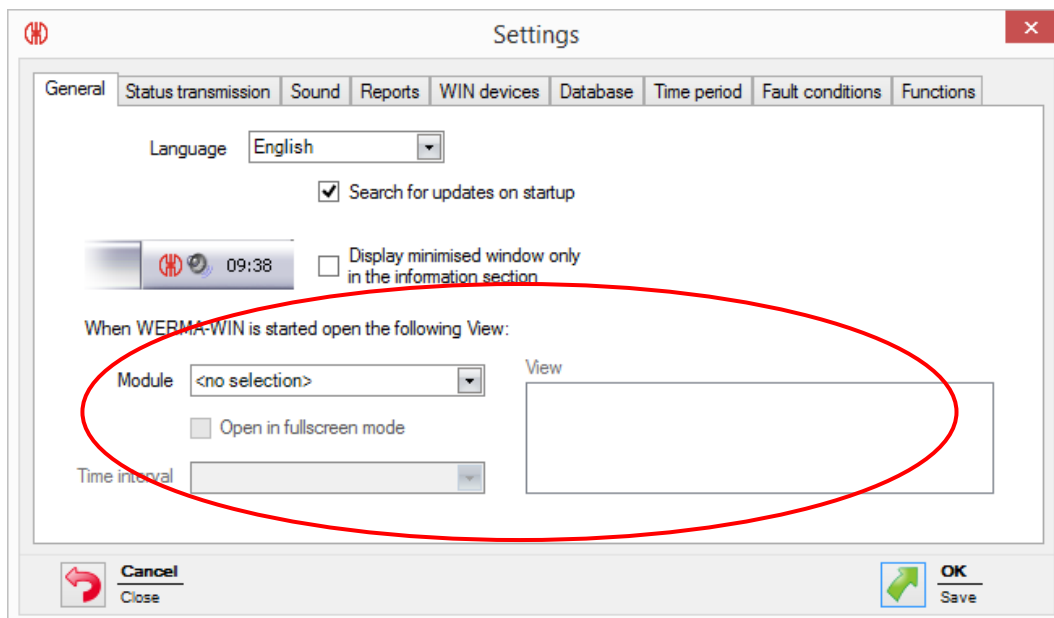 Settings
General Status transmission Sound Reports WIN devices Database Time period Fault conditions Functions
Language English
Search for updates on startup
09:38
Display minimised window only
in the information section
When WERMA-WIN is started open the following View:
Module <no selection>
View
Open in fullscreen mode
Time interval
Cancel
Close
OK
Save